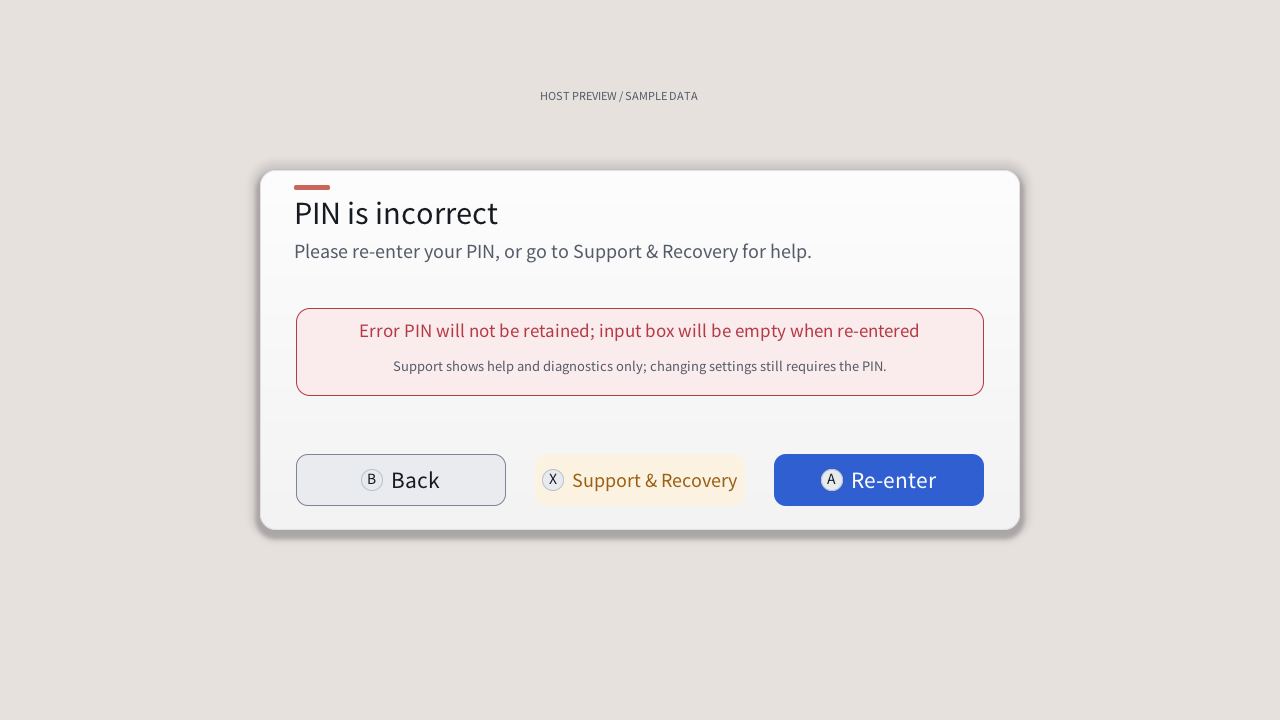 HOST PREVIEW / SAMPLE DATA
PIN is incorrect
Please re-enter your PIN, or go to Support & Recovery for help.
Error PIN will not be retained; input box will be empty when re-entered
Support shows help and diagnostics only; changing settings still requires the PIN.
B Back
X Support & Recovery
A Re-enter